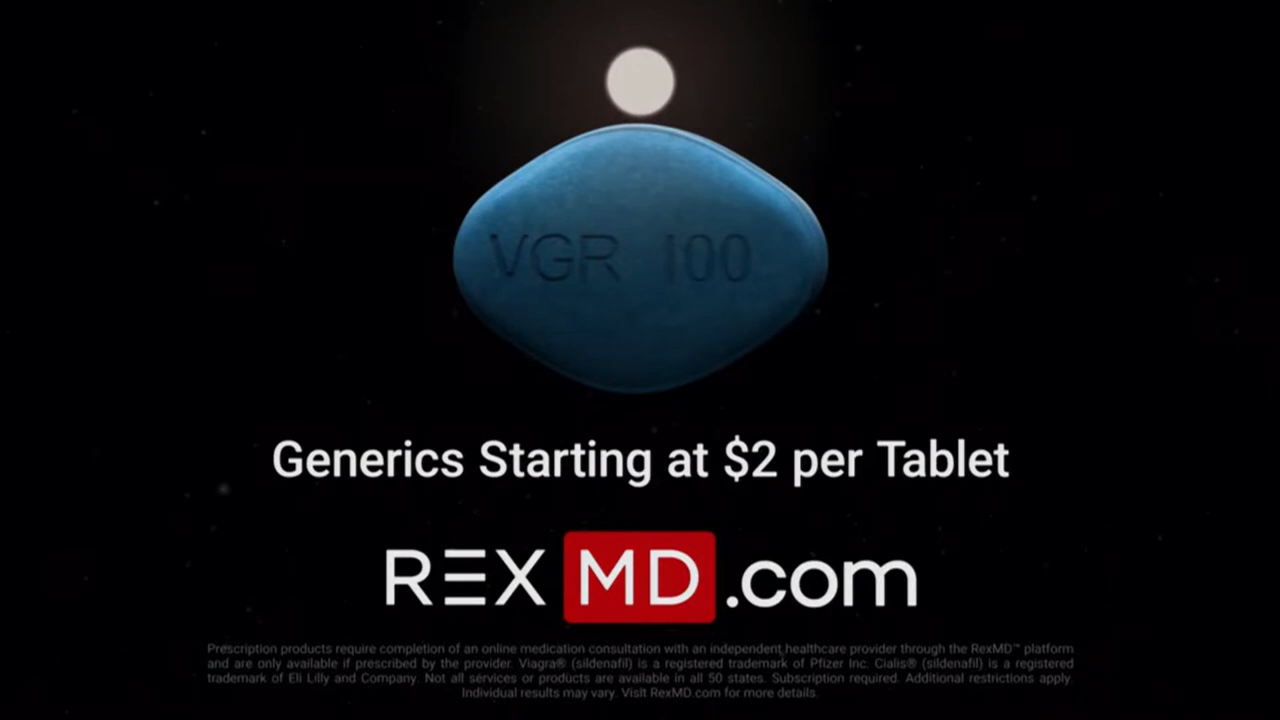 VGR 100
Generics Starting at $2 per Tablet
REXMD.com
Prescription products require completion of an online medication consultation with an independent healthcare provider through the RexMD™ platform
and are only available if prescribed by the provider. Viagra® (sildenafil) is a registered trademark of Pfizer Inc. Cialis® (sildenafil) is a registered
trademark of Eli Lilly and Company. Not all services or products are available in all 50 states. Subscription required. Additional restrictions apply.
Individual results may vary. Visit RexMD.com for more details.